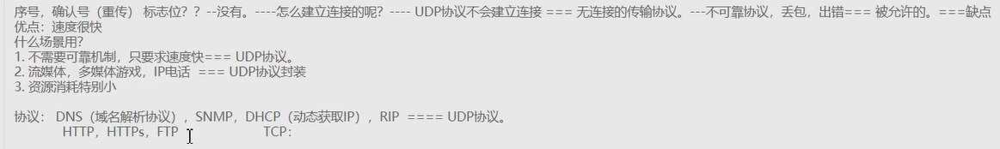 序号，确认号（重传） 标志位？？--没有。----怎么建立连接的呢？---- UDP协议不会建立连接 === 无连接的传输协议。---不可靠协议，丢包，出错=== 被允许的。===缺点
优点：速度很快
什么场景用？
1. 不需要可靠机制，只要求速度快=== UDP协议。
2. 流媒体，多媒体游戏，IP电话 === UDP协议封装
3. 资源消耗特别小
协议： DNS（域名解析协议），SNMP，DHCP（动态获取IP），RIP ==== UDP协议。
HTTP，HTTPs，FTP TCP：